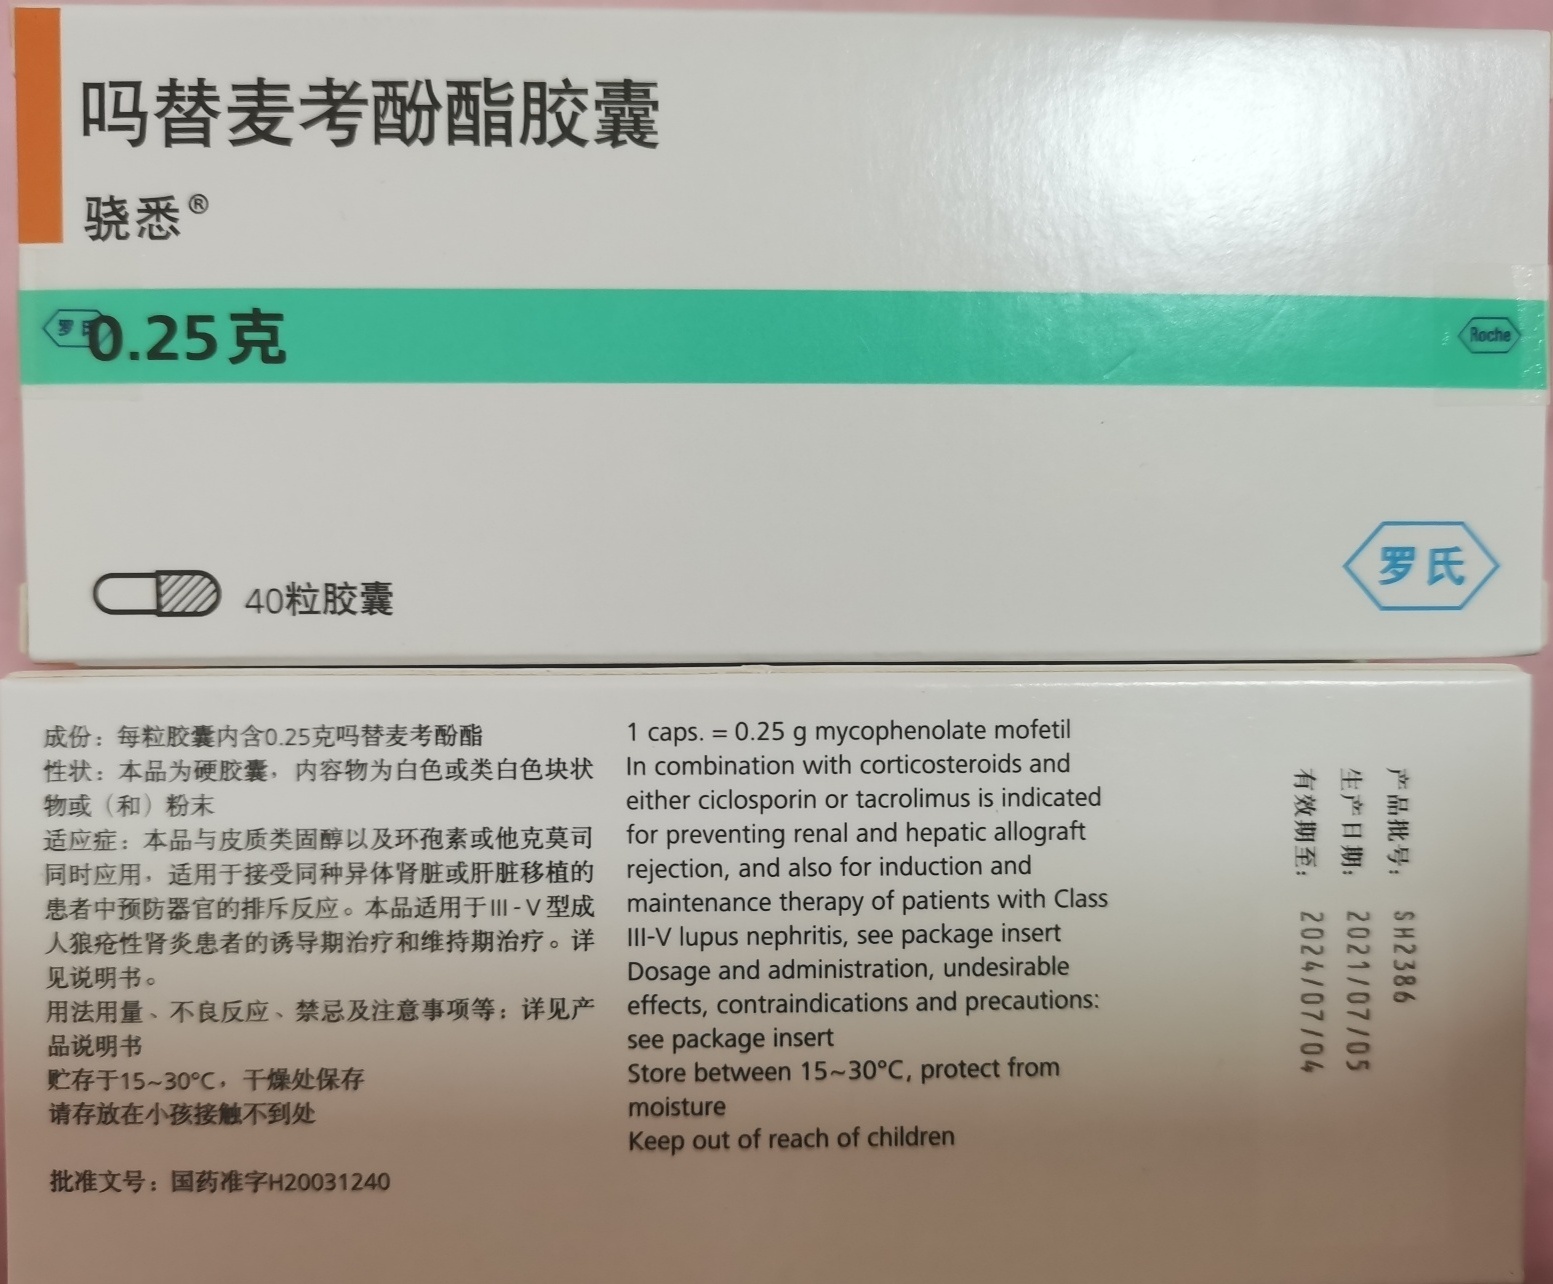 吗替麦考酚酯胶囊
骁悉®
罗氏
0.25克
Roche
40粒胶囊
罗氏
成份：每粒胶囊内含0.25克吗替麦考酚酯
性状：本品为硬胶囊，内容物为白色或类白色块状
物或（和）粉末
适应症：本品与皮质类固醇以及环孢素或他克莫司
同时应用，适用于接受同种异体肾脏或肝脏移植的
患者中预防器官的排斥反应。本品适用于III-V型成
人狼疮性肾炎患者的诱导期治疗和维持期治疗。详
见说明书。
用法用量、不良反应、禁忌及注意事项等：详见产
品说明书
贮存于15~30°C，干燥处保存
请存放在小孩接触不到处
批准文号：国药准字H20031240
1 caps. = 0.25 g mycophenolate mofetil
In combination with corticosteroids and
either ciclosporin or tacrolimus is indicated
for preventing renal and hepatic allograft
rejection, and also for induction and
maintenance therapy of patients with Class
III-V lupus nephritis, see package insert
Dosage and administration, undesirable
effects, contraindications and precautions:
see package insert
Store between 15~30°C, protect from
moisture
Keep out of reach of children
产品批号： SH2386
生产日期： 2021/07/05
有效期至： 2024/07/04